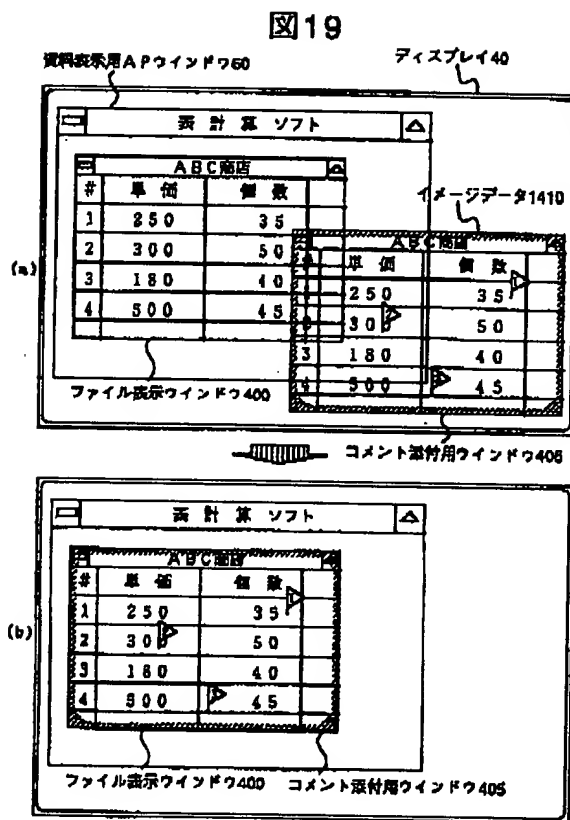 図19
資料表示用APウインドウ60
ディスプレイ40
表計算ソフト
ABC商店
# 単価 個数
1 250 35
2 300 50
3 180 40
4 500 45
イメージデータ1410
ABC商店
単価 個数
250 35
30 50
3 180 40
4 500 45
(a)
ファイル表示ウインドウ400
コメント添付用ウインドウ405
(b)
表計算ソフト
ABC商店
# 単価 個数
1 250 35
2 30 50
3 180 40
4 500 45
ファイル表示ウインドウ400
コメント添付用ウインドウ405